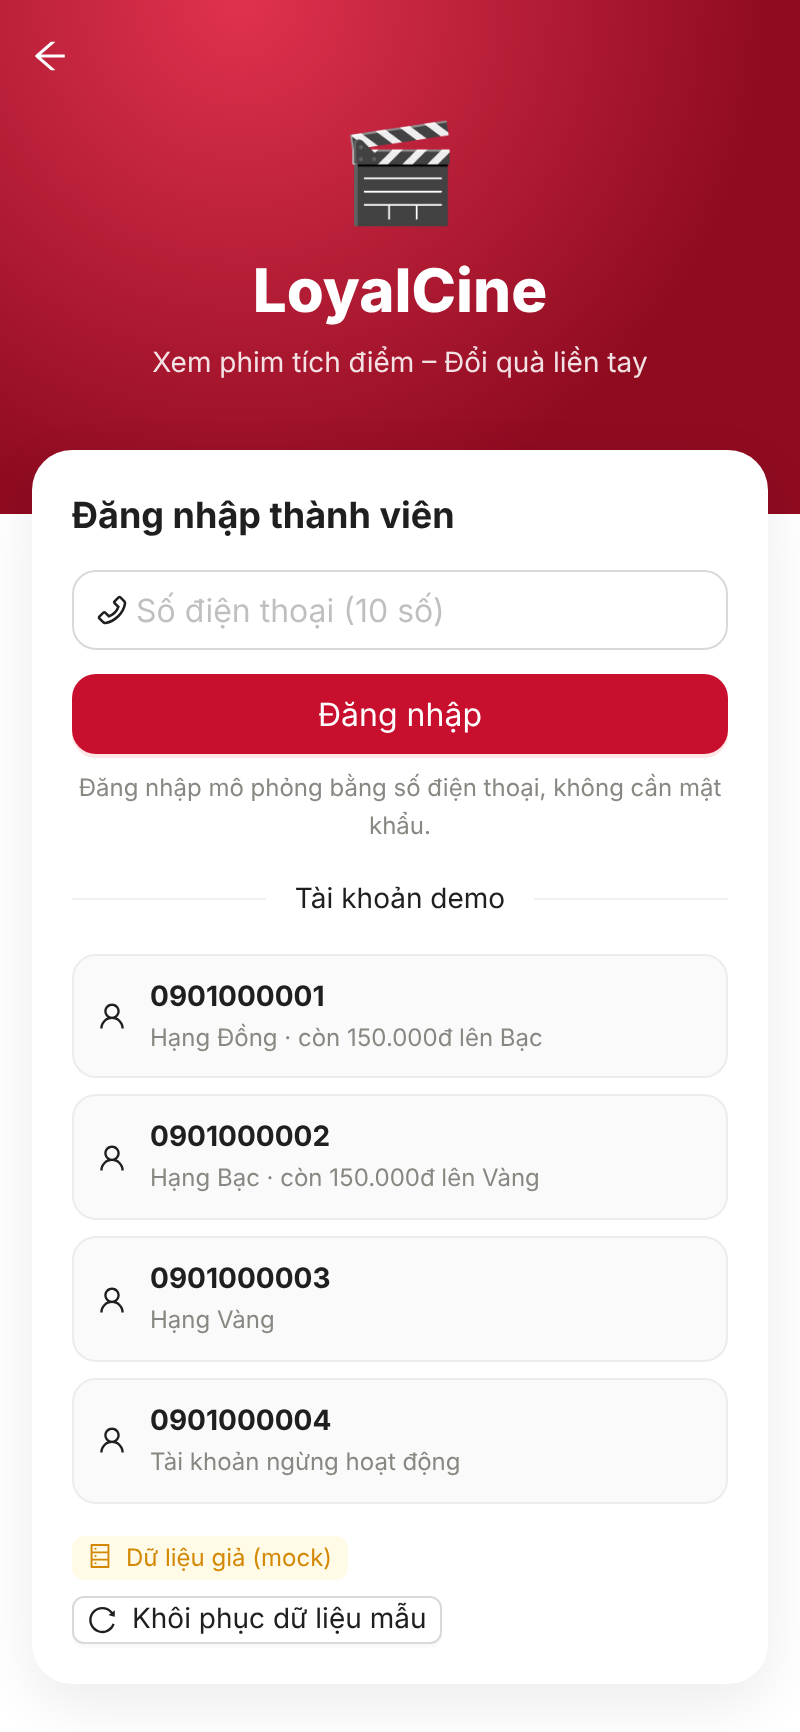 LoyalCine
Xem phim tích điểm – Đổi quà liền tay
Đăng nhập thành viên
Số điện thoại (10 số)
Đăng nhập
Đăng nhập mô phỏng bằng số điện thoại, không cần mật
khẩu.
Tài khoản demo
0901000001
Hạng Đồng · còn 150.000đ lên Bạc
0901000002
Hạng Bạc · còn 150.000đ lên Vàng
0901000003
Hạng Vàng
0901000004
Tài khoản ngừng hoạt động
Dữ liệu giả (mock)
Khôi phục dữ liệu mẫu